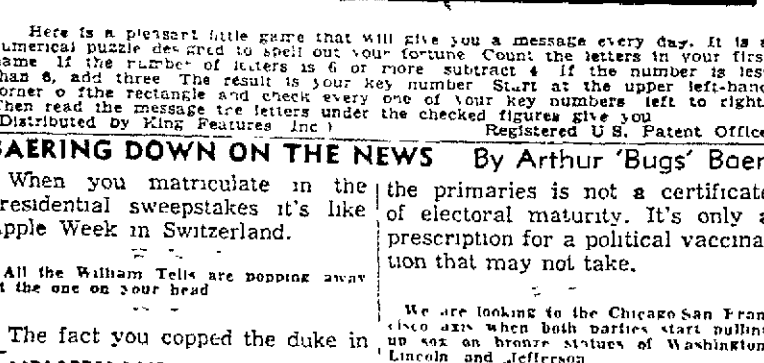 Here is a pleasant little game that will give you a message every day. It is a
numerical puzzle designed to spell out your fortune Count the letters in your first
name If the number of letters is 6 or more subtract 4 If the number is less
than 6, add three The result is your key number Start at the upper left-hand
corner o fthe rectangle and check every one of your key numbers left to right
Then read the message the letters under the checked figures give you
(Distributed by King Features Inc) Registered U S. Patent Office
BAERING DOWN ON THE NEWS By Arthur 'Bugs' Baer
When you matriculate in the
presidential sweepstakes it's like
Apple Week in Switzerland.
All the William Tells are popping away
at the one on your head
The fact you copped the duke in
the primaries is not a certificate
of electoral maturity. It's only a
prescription for a political vaccina-
tion that may not take.
We are looking to the Chicago San Fran-
cisco axis when both parties start pulling
up sox on bronze statues of Washington
Lincoln and Jefferson